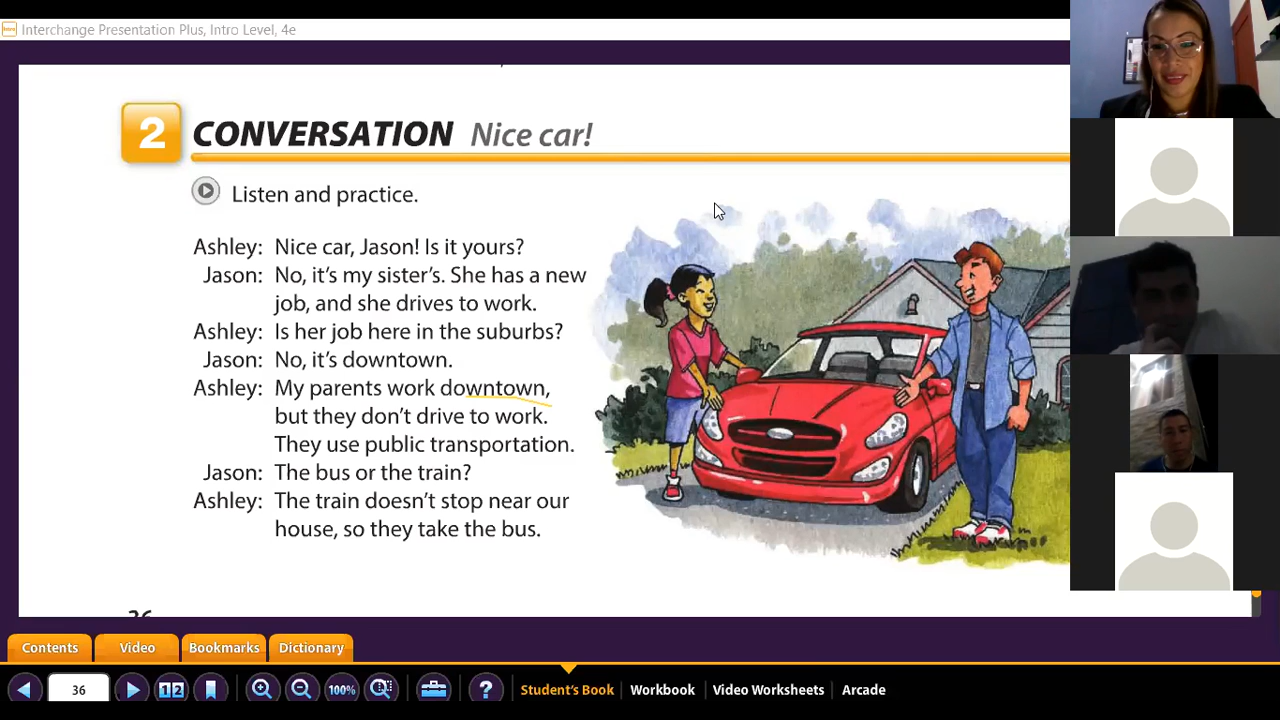 Interchange Presentation Plus, Intro Level, 4e
2 CONVERSATION Nice car!
Listen and practice.
Ashley: Nice car, Jason! Is it yours?
Jason: No, it's my sister's. She has a new
job, and she drives to work.
Ashley: Is her job here in the suburbs?
Jason: No, it's downtown.
Ashley: My parents work downtown,
but they don't drive to work.
They use public transportation.
Jason: The bus or the train?
Ashley: The train doesn't stop near our
house, so they take the bus.
36
Contents Video Bookmarks Dictionary
36 1 2 100% ? Student's Book Workbook Video Worksheets Arcade